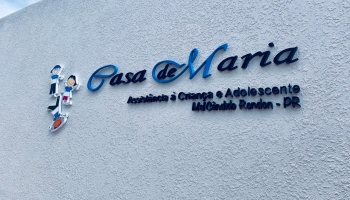 Casa de Maria
Assistência à Criança e Adolescente
Mal Cândido Rondon - PR